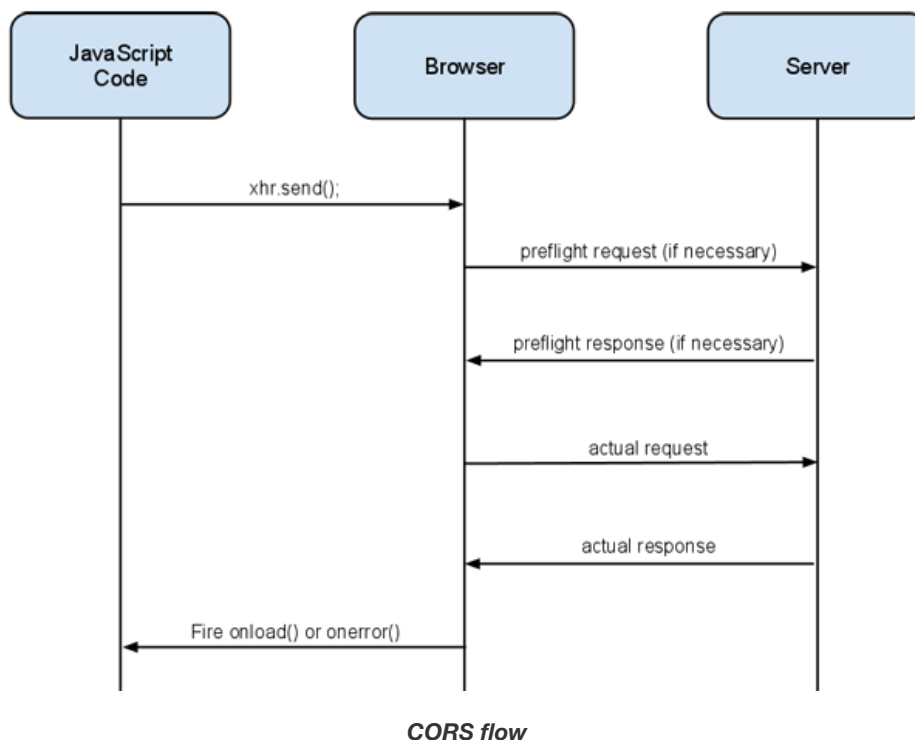 JavaScript
Code
Browser
Server
xhr.send();
preflight request (if necessary)
preflight response (if necessary)
actual request
actual response
Fire onload() or onerror()
CORS flow